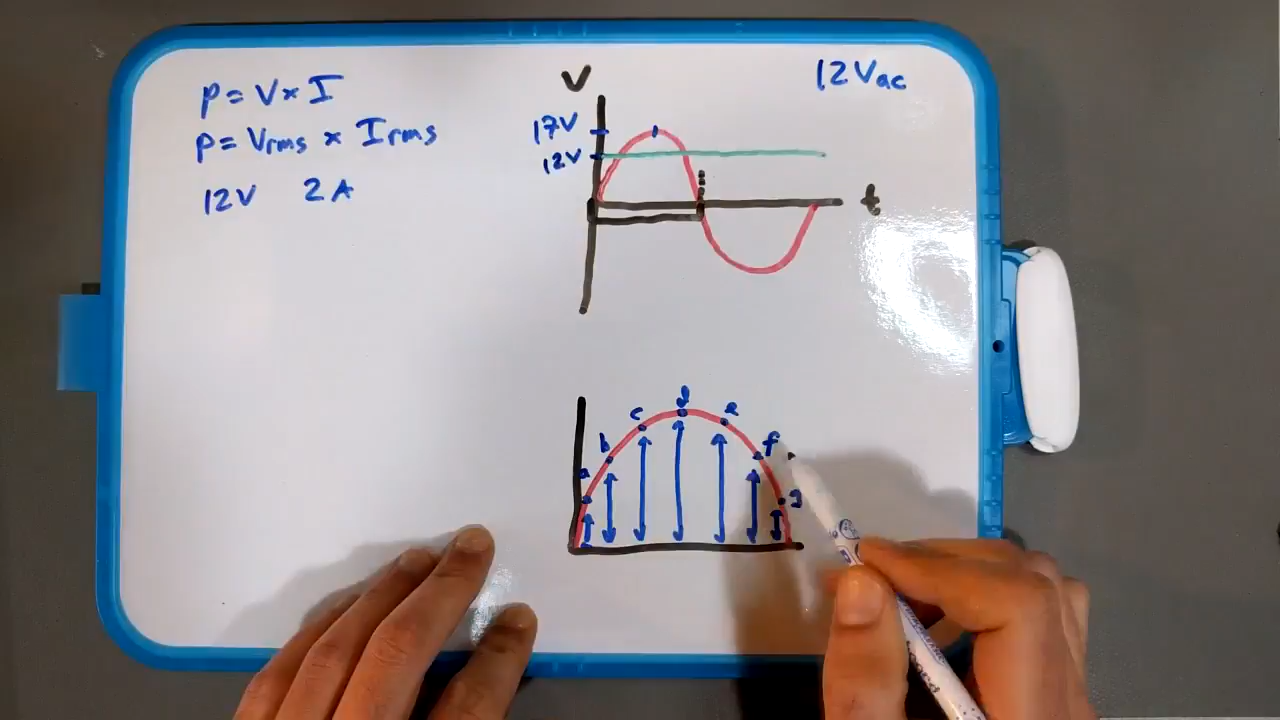 P = V × I
P = Vrms × Irms
12V 2A
V
17V
12V
t
12Vac
a
b
c
d
e
f
g